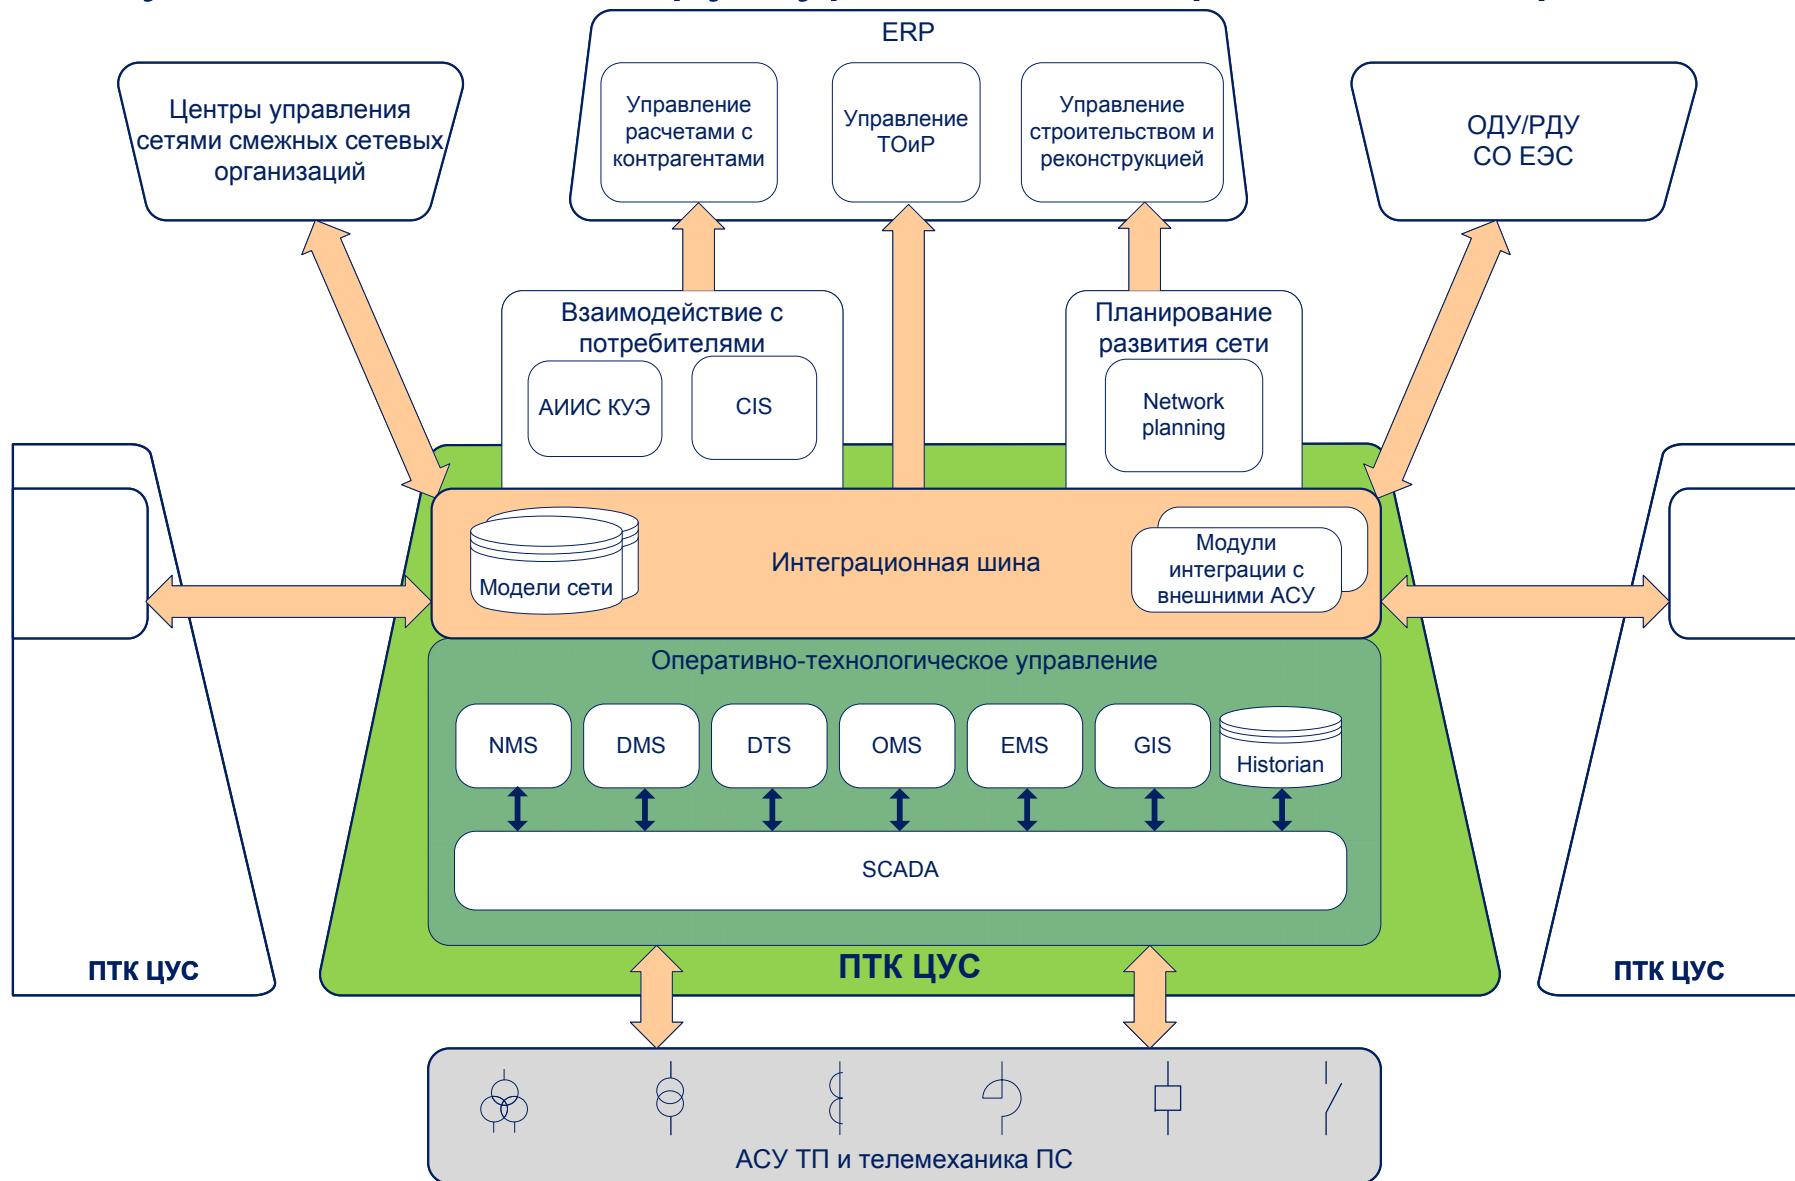 ERP
Центры управления
сетями смежных сетевых
организаций
Управление
расчетами с
контрагентами
Управление
ТОиР
Управление
строительством и
реконструкцией
ОДУ/РДУ
СО ЕЭС
Взаимодействие с
потребителями
АИИС КУЭ
CIS
Планирование
развития сети
Network
planning
Модели сети
Интеграционная шина
Модули
интеграции с
внешними АСУ
Оперативно-технологическое управление
NMS
DMS
DTS
OMS
EMS
GIS
Historian
SCADA
ПТК ЦУС
ПТК ЦУС
ПТК ЦУС
АСУ ТП и телемеханика ПС